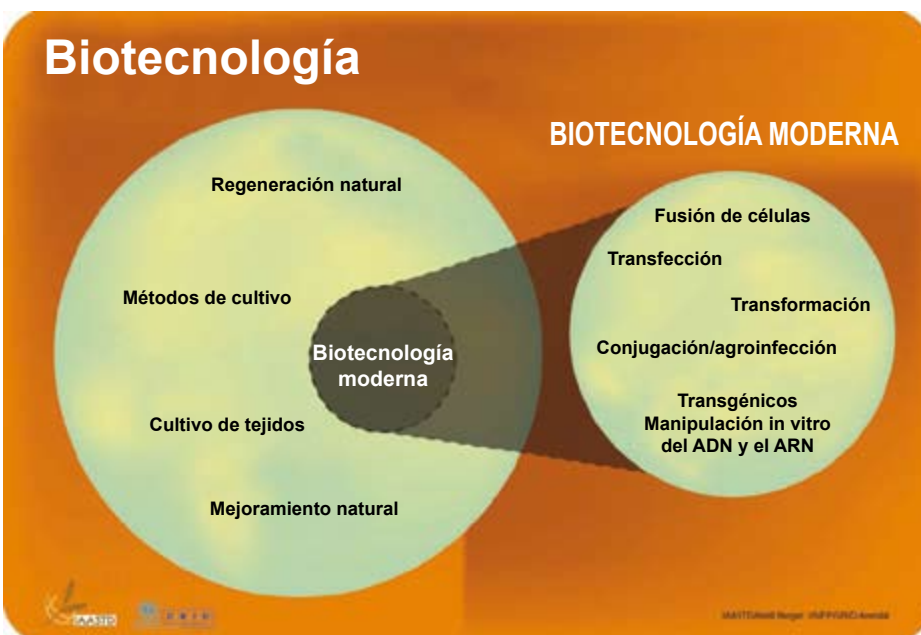 Biotecnología
BIOTECNOLOGÍA MODERNA
Regeneración natural
Métodos de cultivo
Biotecnología
moderna
Cultivo de tejidos
Mejoramiento natural
Fusión de células
Transfección
Transformación
Conjugación/agroinfección
Transgénicos
Manipulación in vitro
del ADN y el ARN
IAASTD